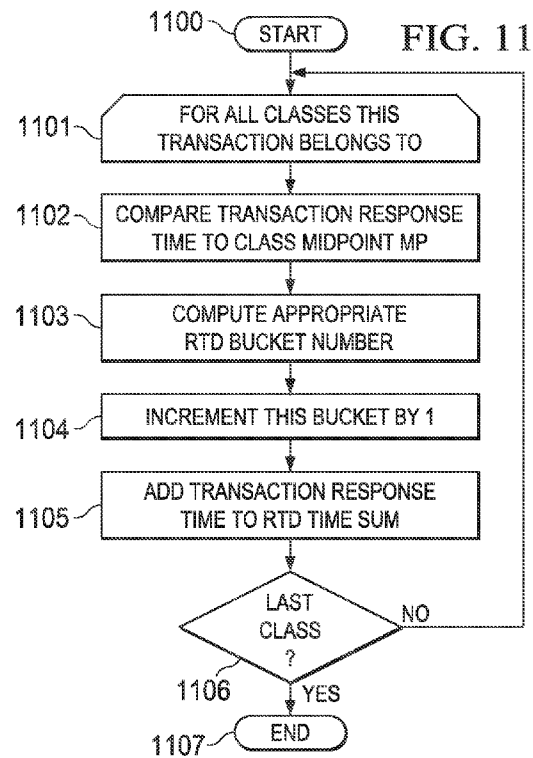 1100
START
FIG. 11
1101
FOR ALL CLASSES THIS
TRANSACTION BELONGS TO
1102
COMPARE TRANSACTION RESPONSE
TIME TO CLASS MIDPOINT MP
1103
COMPUTE APPROPRIATE
RTD BUCKET NUMBER
1104
INCREMENT THIS BUCKET BY 1
1105
ADD TRANSACTION RESPONSE
TIME TO RTD TIME SUM
LAST
CLASS
?
NO
1106
YES
1107
END